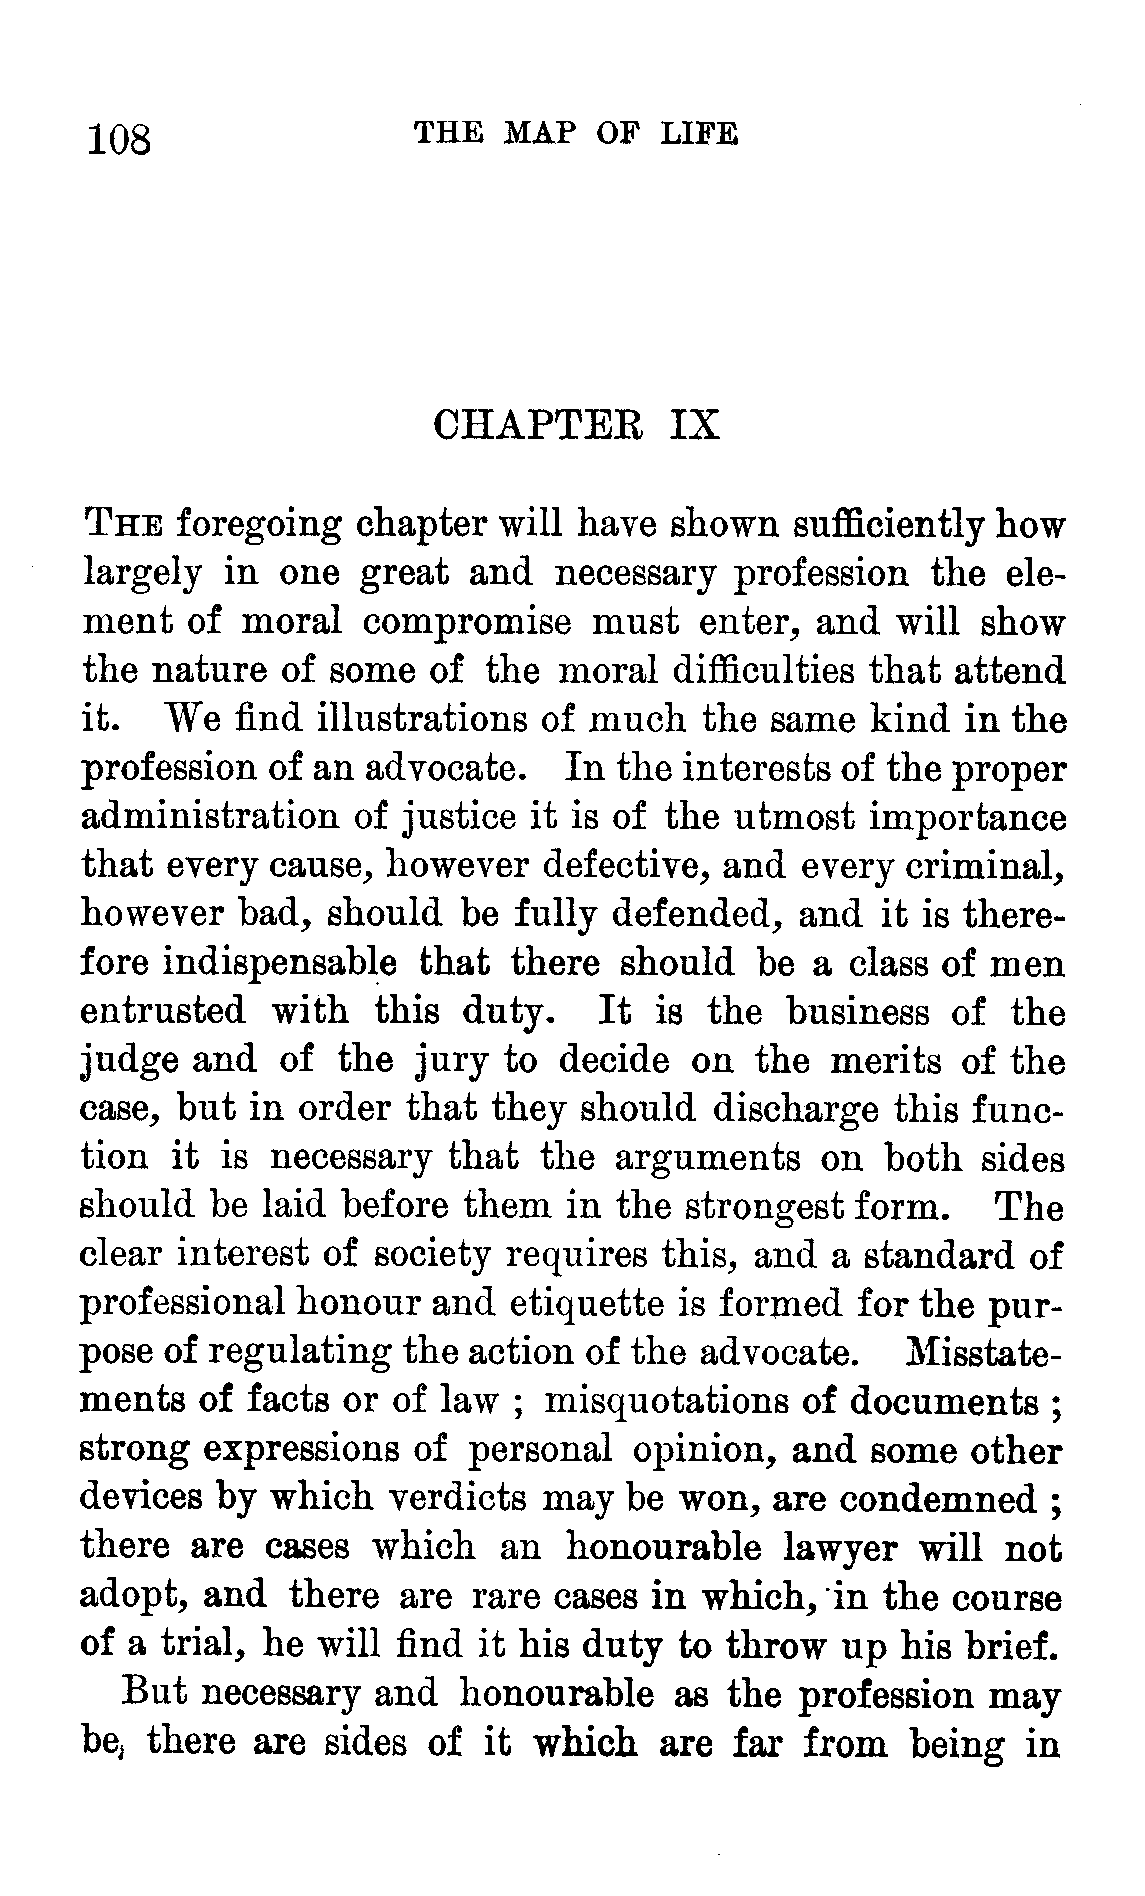 108 THE MAP OF LIFE
CHAPTER IX
THE foregoing chapter will have shown sufficiently how
largely in one great and necessary profession the ele-
ment of moral compromise must enter, and will show
the nature of some of the moral difficulties that attend
it. We find illustrations of much the same kind in the
profession of an advocate. In the interests of the proper
administration of justice it is of the utmost importance
that every cause, however defective, and every criminal,
however bad, should be fully defended, and it is there-
fore indispensable that there should be a class of men
entrusted with this duty. It is the business of the
judge and of the jury to decide on the merits of the
case, but in order that they should discharge this func-
tion it is necessary that the arguments on both sides
should be laid before them in the strongest form. The
clear interest of society requires this, and a standard of
professional honour and etiquette is formed for the pur-
pose of regulating the action of the advocate. Misstate-
ments of facts or of law ; misquotations of documents ;
strong expressions of personal opinion, and some other
devices by which verdicts may be won, are condemned ;
there are cases which an honourable lawyer will not
adopt, and there are rare cases in which, in the course
of a trial, he will find it his duty to throw up his brief.
But necessary and honourable as the profession may
be, there are sides of it which are far from being in